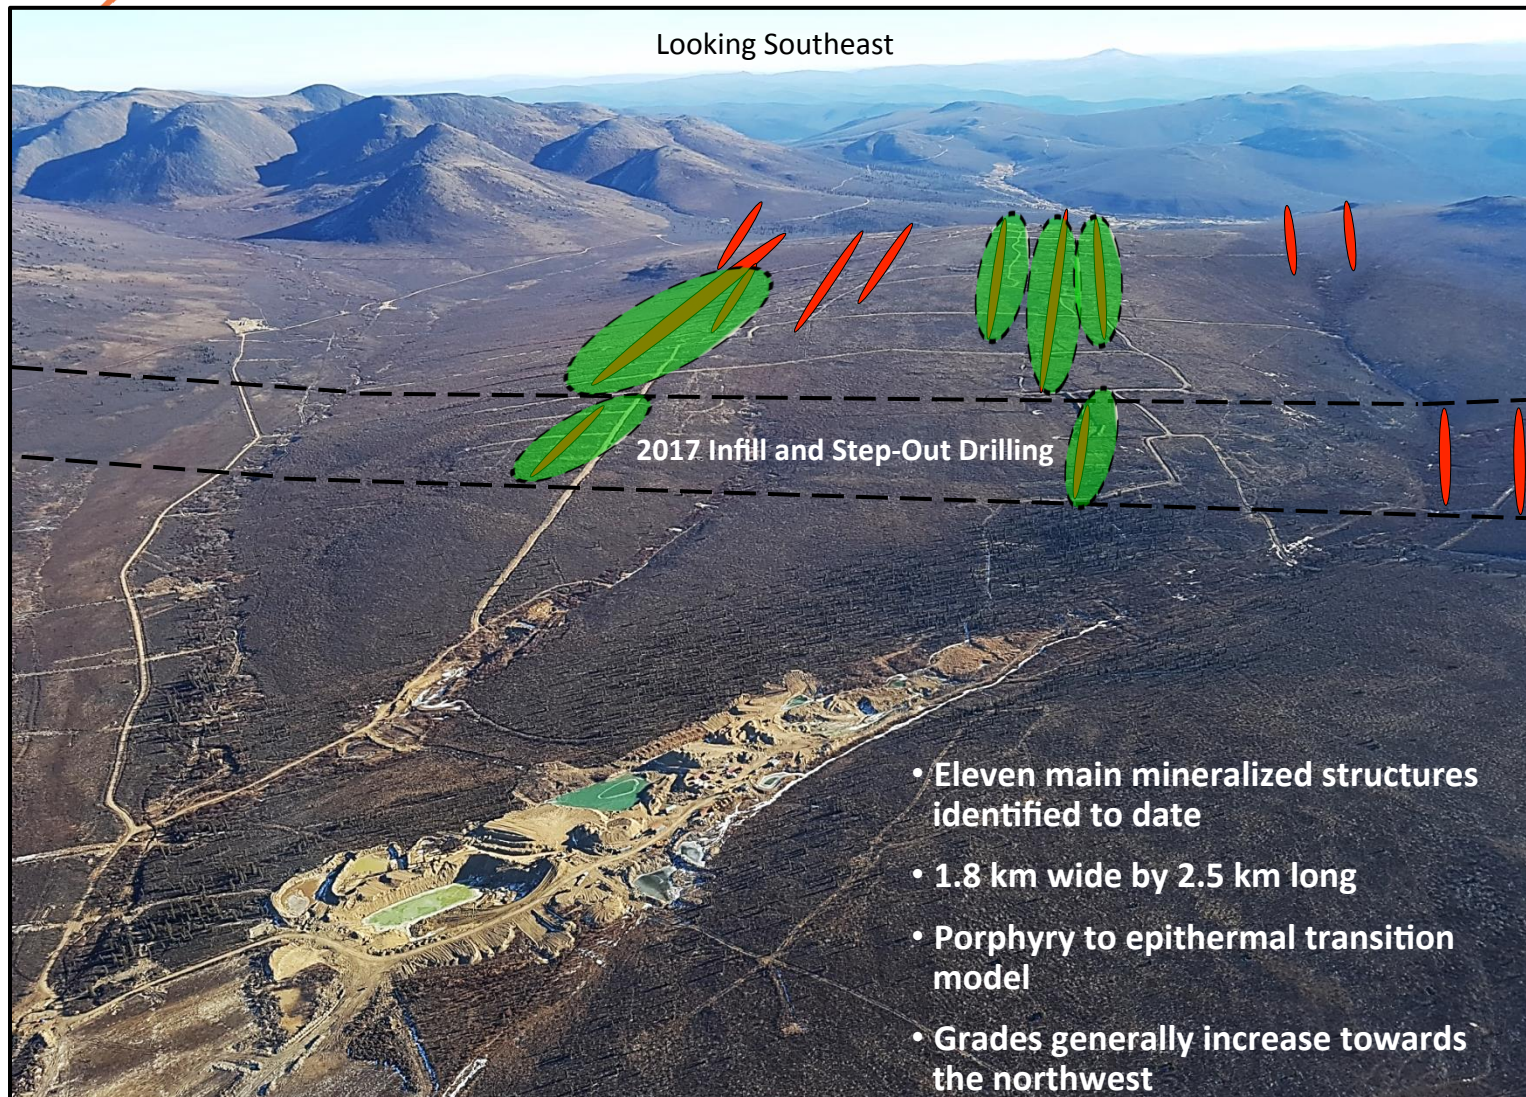 Looking Southeast
2017 Infill and Step-Out Drilling
• Eleven main mineralized structures
identified to date
• 1.8 km wide by 2.5 km long
• Porphyry to epithermal transition
model
• Grades generally increase towards
the northwest